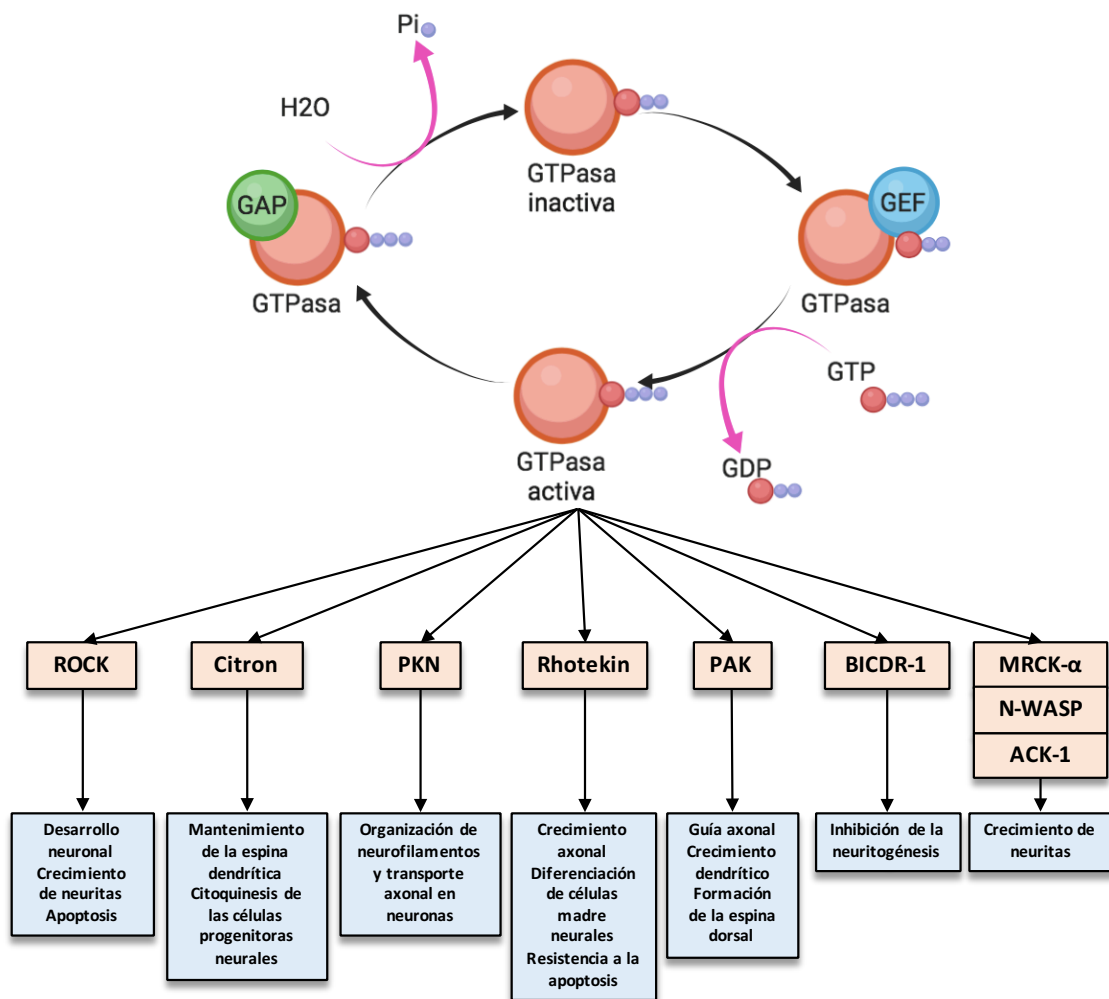 Pi
H2O
GTPasa
inactiva
GAP
GEF
GTPasa
GTPasa
GTP
GTPasa
activa
GDP
ROCK
Citron
PKN
Rhotekin
PAK
BICDR-1
MRCK-α
N-WASP
ACK-1
Desarrollo
neuronal
Crecimiento
de neuritas
Apoptosis
Mantenimiento
de la espina
dendrítica
Citoquinesis de
las células
progenitoras
neurales
Organización de
neurofilamentos
y transporte
axonal en
neuronas
Crecimiento
axonal
Diferenciación
de células
madre
neurales
Resistencia a la
apoptosis
Guía axonal
Crecimiento
dendrítico
Formación
de la espina
dorsal
Inhibición de la
neuritogénesis
Crecimiento de
neuritas